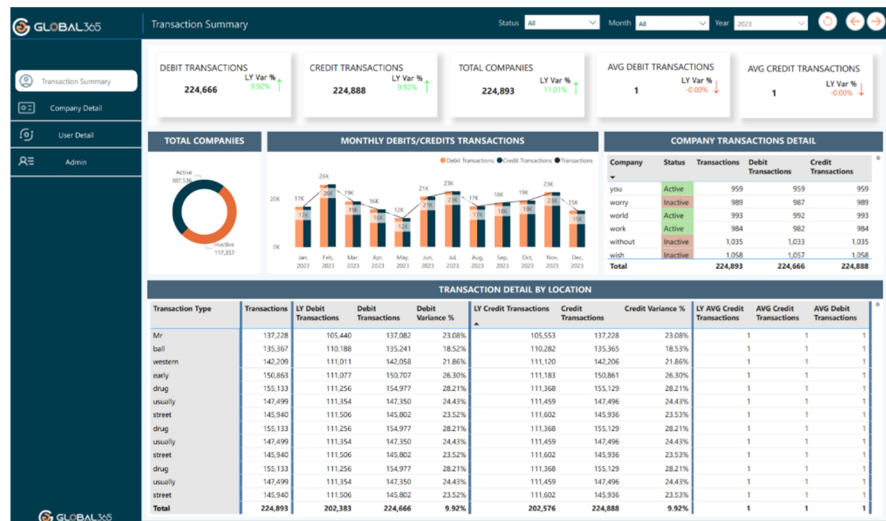 GLOBAL365
Transaction Summary
Status All
Month All
Year 2023
Transaction Summary
Company Detail
User Detail
Admin
DEBIT TRANSACTIONS
LY Var %
224,666
9.92%
CREDIT TRANSACTIONS
LY Var %
224,888
9.92%
TOTAL COMPANIES
LY Var %
224,893
11.01%
AVG DEBIT TRANSACTIONS
LY Var %
1
-0.00%
AVG CREDIT TRANSACTIONS
LY Var %
1
-0.00%
TOTAL COMPANIES
Active
107,536
Inactive
117,357
MONTHLY DEBITS/CREDITS TRANSACTIONS
Debit Transactions Credit Transactions Transactions
20K
0K
17K 26K 19K 16K 12K 21K 23K 17K 18K 19K 23K 15K
17K 26K 19K 16K 12K 21K 23K 17K 18K 23K 15K
Jan, Feb, Mar, Apr, May, Jun, Jul, Aug, Sep, Oct, Nov, Dec,
2023 2023 2023 2023 2023 2023 2023 2023 2023 2023 2023 2023
COMPANY TRANSACTIONS DETAIL
Company Status Transactions Debit Transactions Credit Transactions
you Active 959 959 959
worry Inactive 989 987 989
world Active 993 992 993
work Active 984 982 984
without Inactive 1,035 1,033 1,035
wish Inactive 1,058 1,057 1,058
Total 224,893 224,666 224,888
TRANSACTION DETAIL BY LOCATION
Transaction Type Transactions LY Debit Transactions Debit Transactions Debit Variance % LY Credit Transactions Credit Transactions Credit Variance % LY AVG Credit Transactions AVG Credit Transactions AVG Debit Transactions
Mr 137,228 105,440 137,082 23.08% 105,553 137,228 23.08% 1 1 1
ball 135,367 110,188 135,241 18.52% 110,282 135,365 18.53% 1 1 1
western 142,209 111,011 142,058 21.86% 111,120 142,206 21.86% 1 1 1
early 150,863 111,077 150,707 26.30% 111,183 150,861 26.30% 1 1 1
drug 155,133 111,256 154,977 28.21% 111,368 155,129 28.21% 1 1 1
usually 147,499 111,354 147,350 24.43% 111,459 147,496 24.43% 1 1 1
street 145,940 111,506 145,802 23.52% 111,602 145,936 23.53% 1 1 1
drug 155,133 111,256 154,977 28.21% 111,368 155,129 28.21% 1 1 1
usually 147,499 111,354 147,350 24.43% 111,459 147,496 24.43% 1 1 1
street 145,940 111,506 145,802 23.52% 111,602 145,936 23.53% 1 1 1
drug 155,133 111,256 154,977 28.21% 111,368 155,129 28.21% 1 1 1
usually 147,499 111,354 147,350 24.43% 111,459 147,496 24.43% 1 1 1
street 145,940 111,506 145,802 23.52% 111,602 145,936 23.53% 1 1 1
Total 224,893 202,383 224,666 9.92% 202,576 224,888 9.92% 1 1 1
GLOBAL365